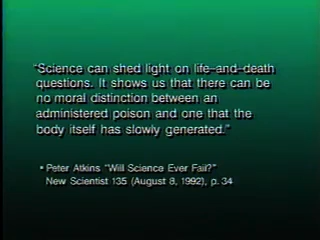 "Science can shed light on life–and–death
questions. It shows us that there can be
no moral distinction between an
administered poison and one that the
body itself has slowly generated."
• Peter Atkins "Will Science Ever Fail?"
New Scientist 135 (August 8, 1992), p. 34